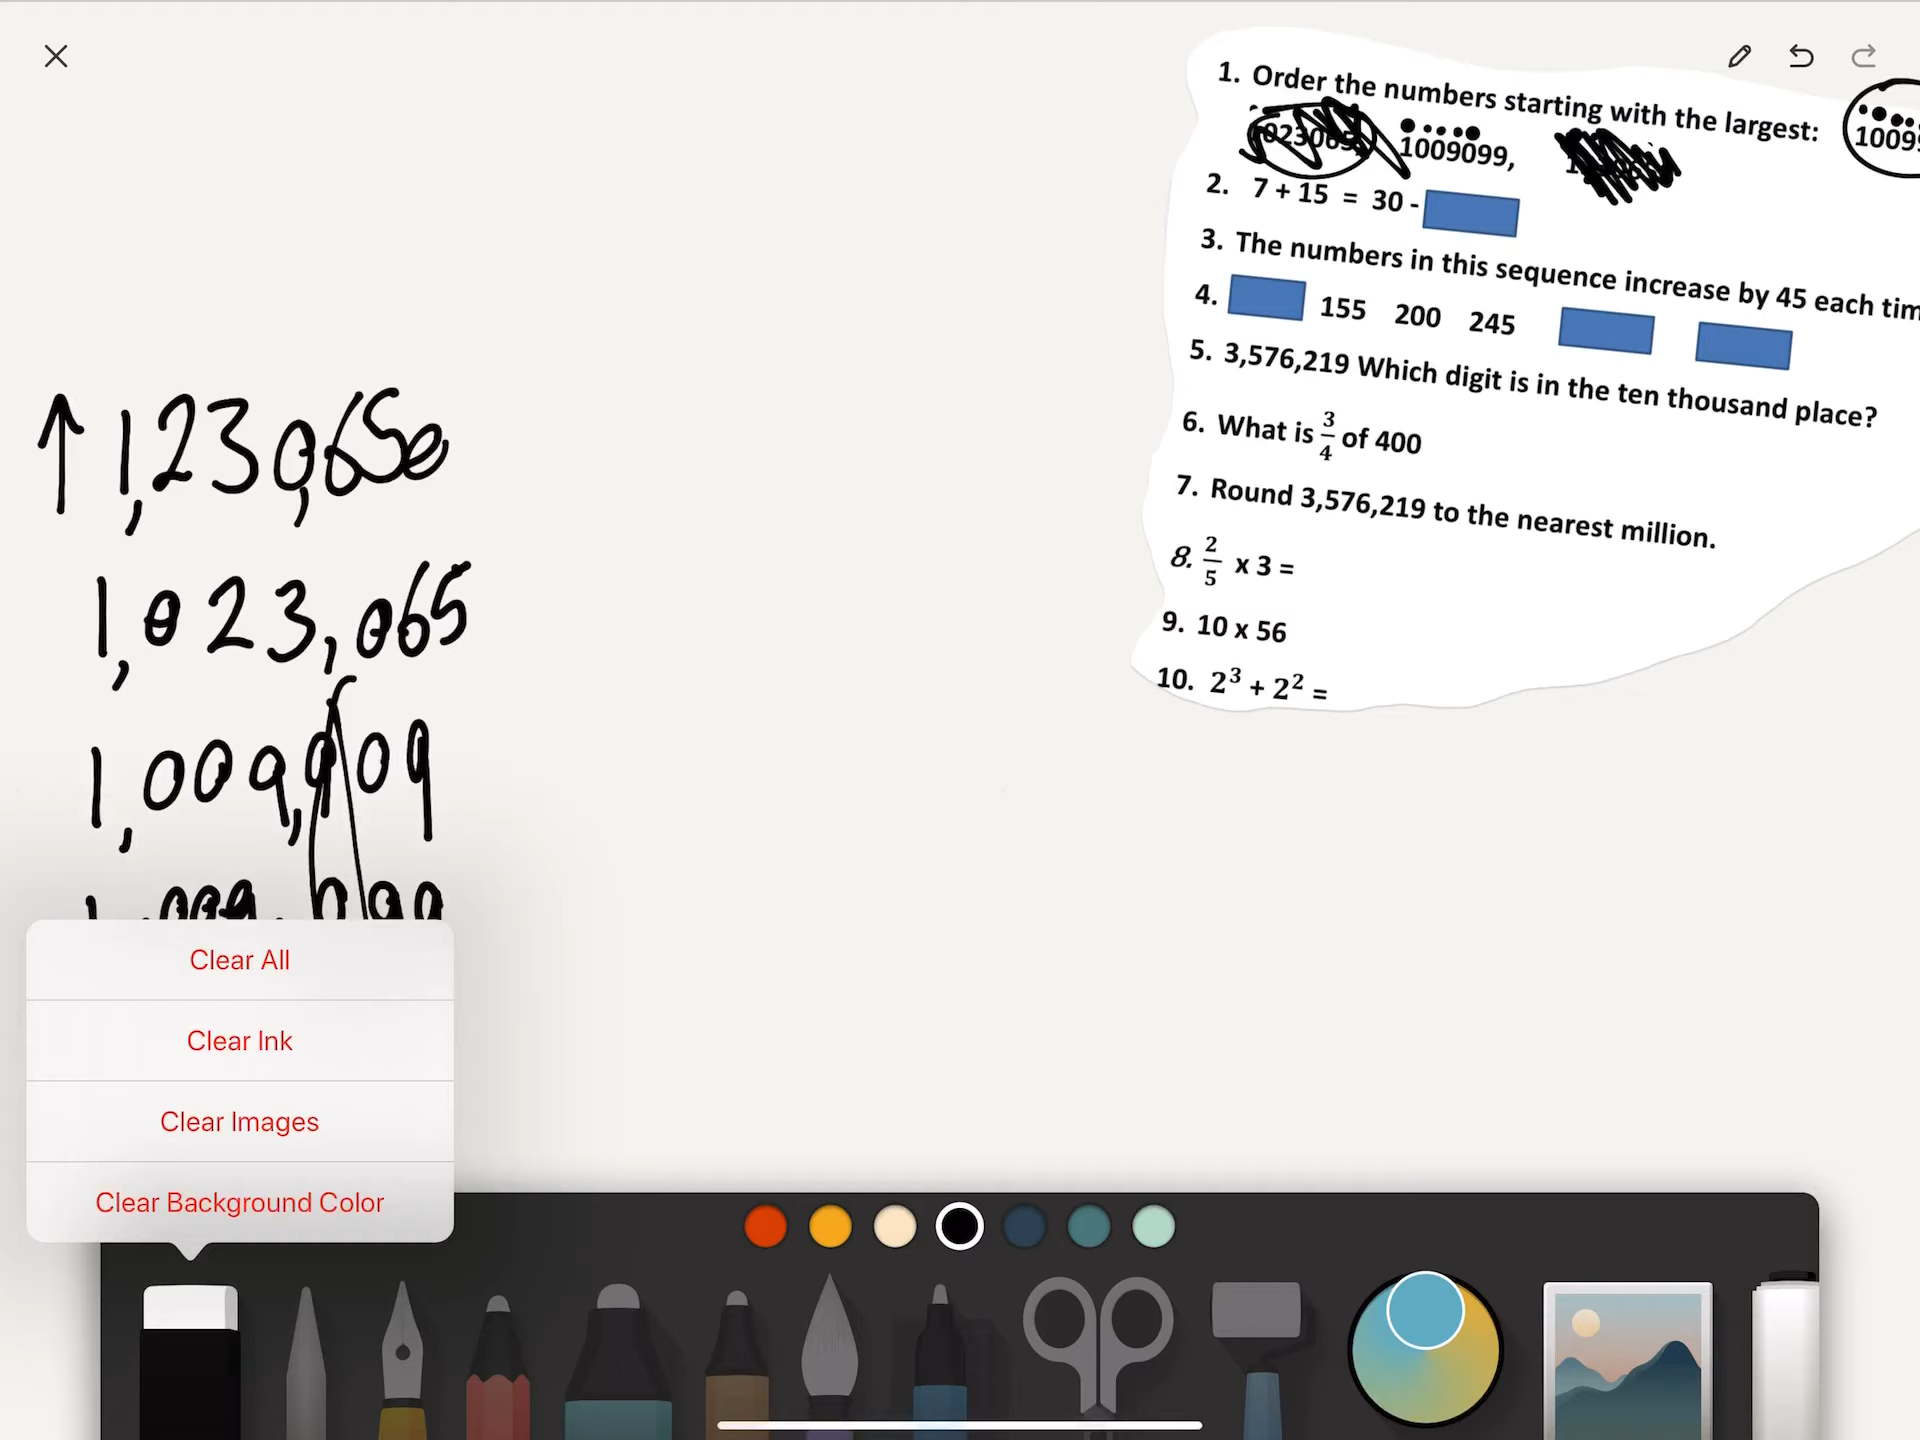 1. Order the numbers starting with the largest:
1009099,
2. 7 + 15 = 30 -
3. The numbers in this sequence increase by 45 each tim
4. 155 200 245
5. 3,576,219 Which digit is in the ten thousand place?
6. What is 3/4 of 400
7. Round 3,576,219 to the nearest million.
8. 2/5 x 3 =
9. 10 x 56
10. 2³ + 2² =
↑ 1,230,650
1,023,065
1,009,909
Clear All
Clear Ink
Clear Images
Clear Background Color